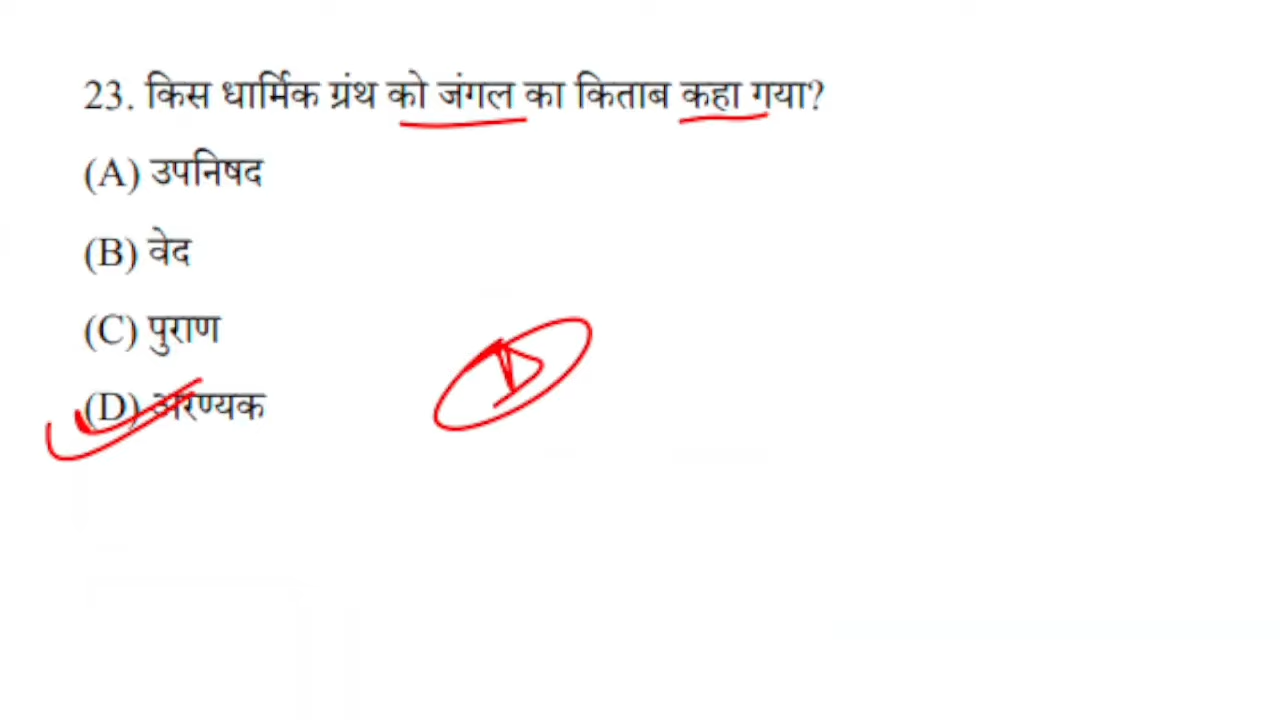 23. किस धार्मिक ग्रंथ को जंगल का किताब कहा गया?
(A) उपनिषद
(B) वेद
(C) पुराण
(D) अरण्यक
D